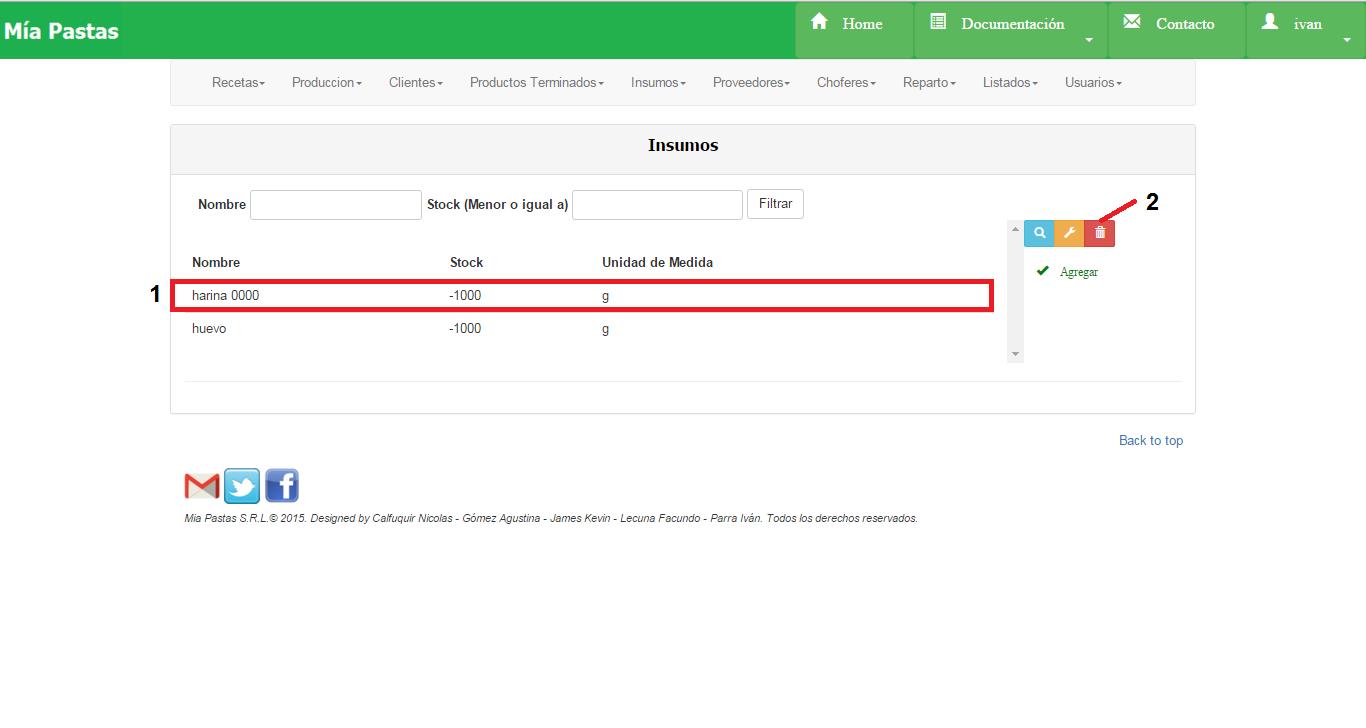 Mía Pastas
Home Documentación Contacto ivan
Recetas Produccion Clientes Productos Terminados Insumos Proveedores Choferes Reparto Listados Usuarios
Insumos
Nombre Stock (Menor o igual a) Filtrar
2
Nombre Stock Unidad de Medida
Agregar
1
harina 0000 -1000 g
huevo -1000 g
Back to top
Mía Pastas S.R.L.© 2015. Designed by Calfuquir Nicolas - Gómez Agustina - James Kevin - Lecuna Facundo - Parra Iván. Todos los derechos reservados.